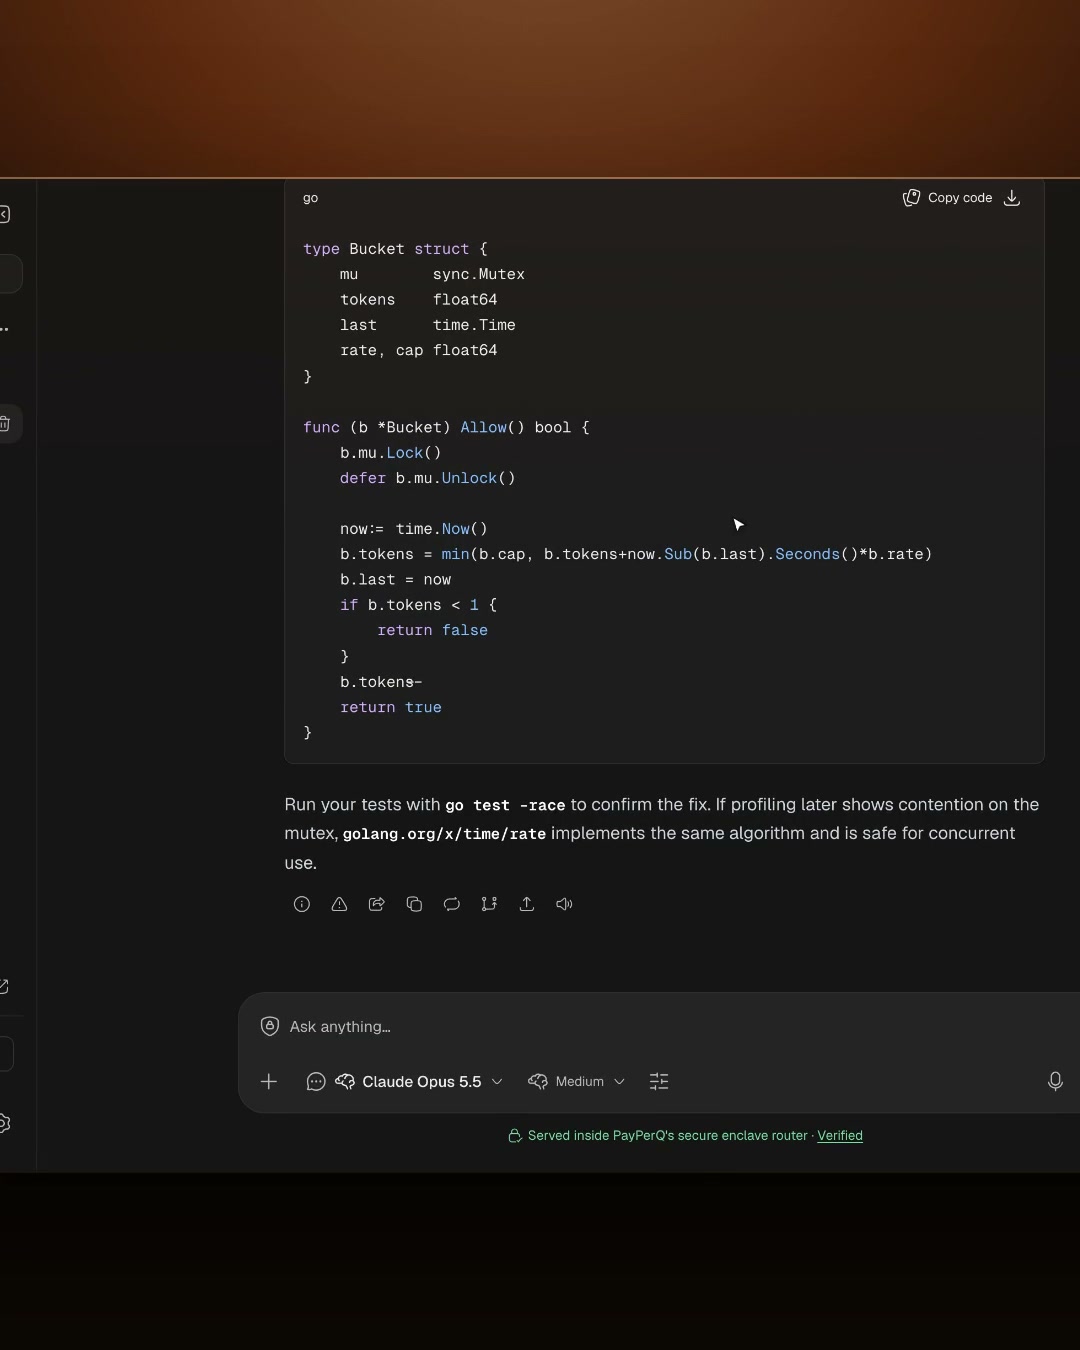 go
Copy code
type Bucket struct {
    mu        sync.Mutex
    tokens    float64
    last      time.Time
    rate, cap float64
}
func (b *Bucket) Allow() bool {
    b.mu.Lock()
    defer b.mu.Unlock()
    now:= time.Now()
    b.tokens = min(b.cap, b.tokens+now.Sub(b.last).Seconds()*b.rate)
    b.last = now
    if b.tokens < 1 {
        return false
    }
    b.tokens--
    return true
}
Run your tests with go test -race to confirm the fix. If profiling later shows contention on the
mutex, golang.org/x/time/rate implements the same algorithm and is safe for concurrent
use.
Ask anything...
Claude Opus 5.5
Medium
Served inside PayPerQ's secure enclave router · Verified